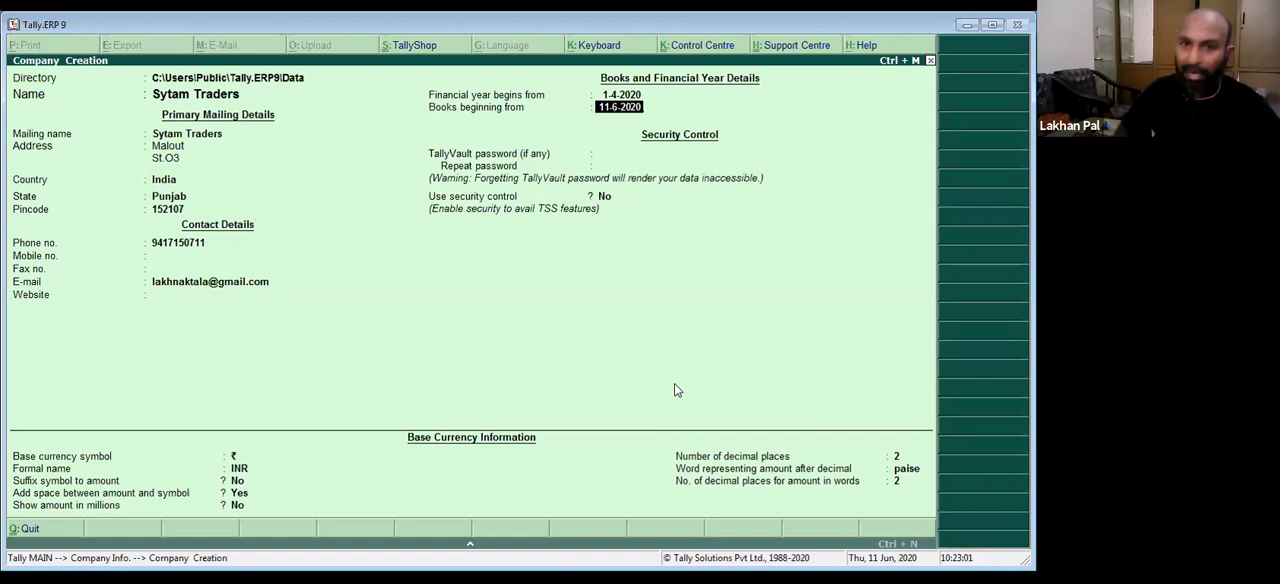 Tally.ERP 9
P: Print E: Export M: E-Mail O: Upload S: TallyShop G: Language K: Keyboard K: Control Centre H: Support Centre H: Help
Company Creation Ctrl + M
Directory : C:\Users\Public\Tally.ERP9\Data
Name : Sytam Traders
Primary Mailing Details
Mailing name : Sytam Traders
Address : Malout
St.O3
Country : India
State : Punjab
Pincode : 152107
Contact Details
Phone no. : 9417150711
Mobile no. :
Fax no. :
E-mail : lakhnaktala@gmail.com
Website :
Books and Financial Year Details
Financial year begins from : 1-4-2020
Books beginning from : 11-6-2020
Security Control
TallyVault password (if any) :
Repeat password :
(Warning: Forgetting TallyVault password will render your data inaccessible.)
Use security control ? No
(Enable security to avail TSS features)
Base Currency Information
Base currency symbol : ₹
Formal name : INR
Suffix symbol to amount ? No
Add space between amount and symbol ? Yes
Show amount in millions ? No
Number of decimal places : 2
Word representing amount after decimal : paise
No. of decimal places for amount in words : 2
Q: Quit
Ctrl + N
Tally MAIN --> Company Info. --> Company Creation © Tally Solutions Pvt Ltd., 1988-2020 Thu, 11 Jun, 2020 10:23:01
Lakhan Pal